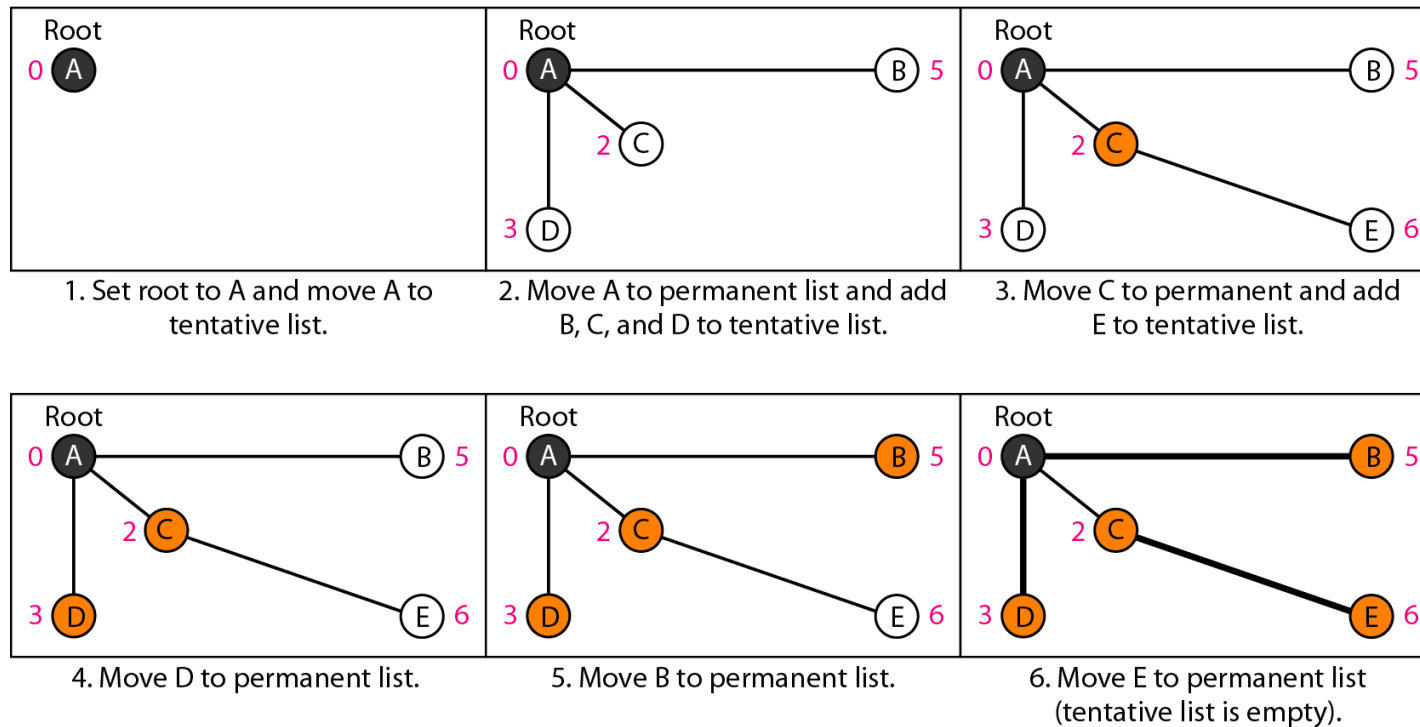 Root
0 A
1. Set root to A and move A to
tentative list.
Root
0 A B 5
2 C
3 D
2. Move A to permanent list and add
B, C, and D to tentative list.
Root
0 A B 5
2 C
3 D E 6
3. Move C to permanent and add
E to tentative list.
Root
0 A B 5
2 C
3 D E 6
4. Move D to permanent list.
Root
0 A B 5
2 C
3 D E 6
5. Move B to permanent list.
Root
0 A B 5
2 C
3 D E 6
6. Move E to permanent list
(tentative list is empty).